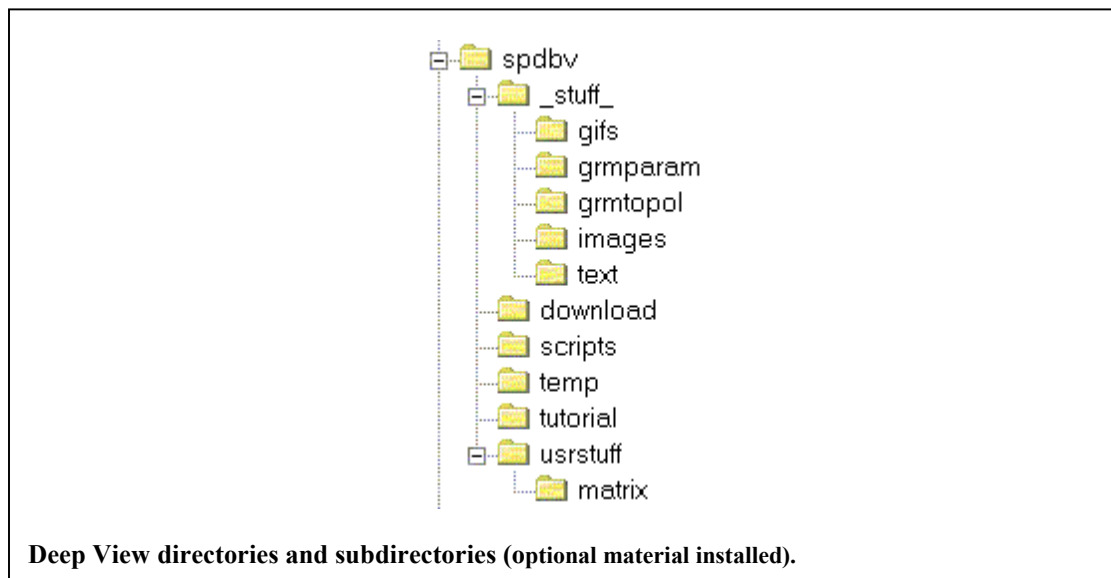 spdbv
_stuff_
gifs
grmparam
grmtopol
images
text
download
scripts
temp
tutorial
usrstuff
matrix
Deep View directories and subdirectories (optional material installed).